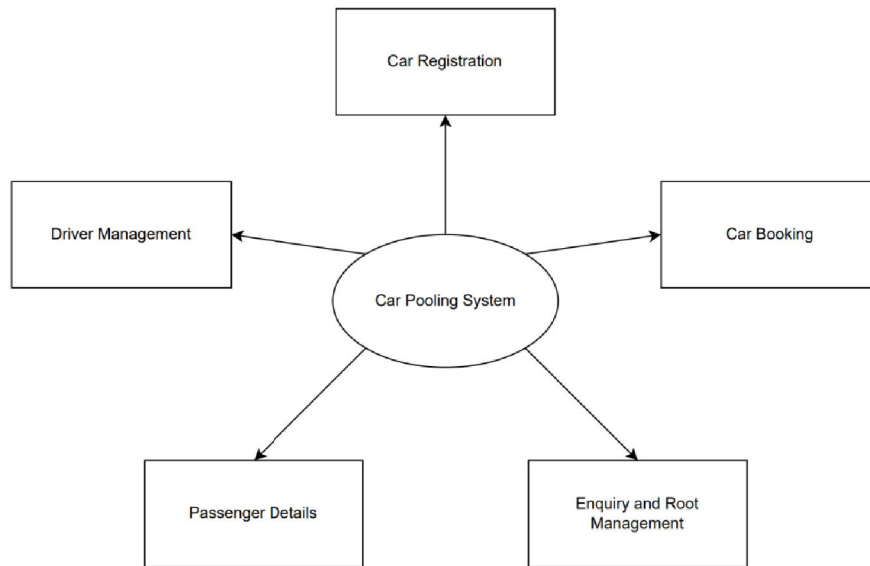 Car Registration
Driver Management
Car Booking
Car Pooling System
Passenger Details
Enquiry and Root
Management